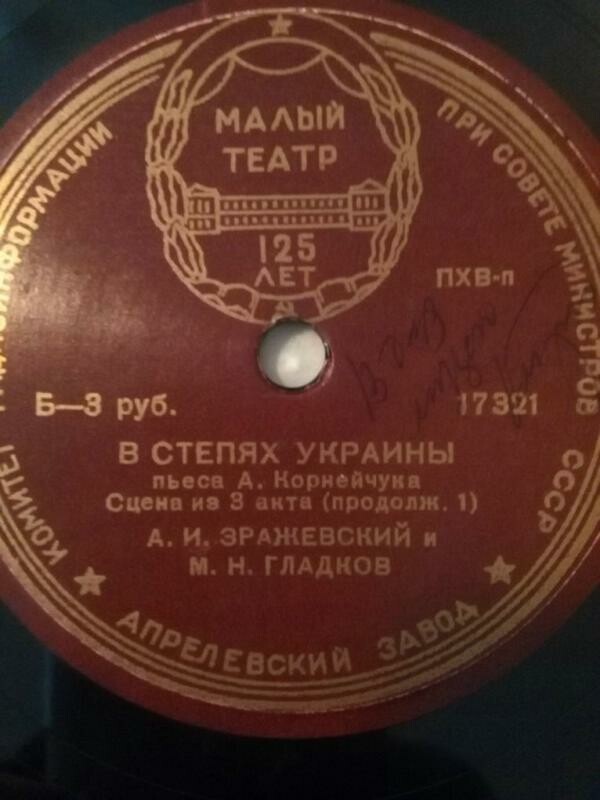 КОМИТЕТ РАДИОИНФОРМАЦИИ
ПРИ СОВЕТЕ МИНИСТРОВ СССР
МАЛЫЙ
ТЕАТР
125
ЛЕТ
ПХВ-п
Б—3 руб.
17321
В СТЕПЯХ УКРАИНЫ
пьеса А. Корнейчука
Сцена из 3 акта (продолж. 1)
А. И. ЗРАЖЕВСКИЙ и
М. Н. ГЛАДКОВ
АПРЕЛЕВСКИЙ ЗАВОД